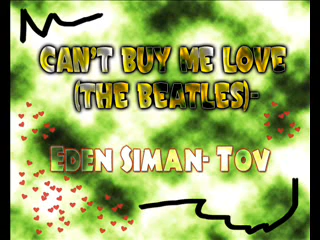 CAN'T BUY ME LOVE
(THE BEATLES)-
EDEN SIMAN- TOV